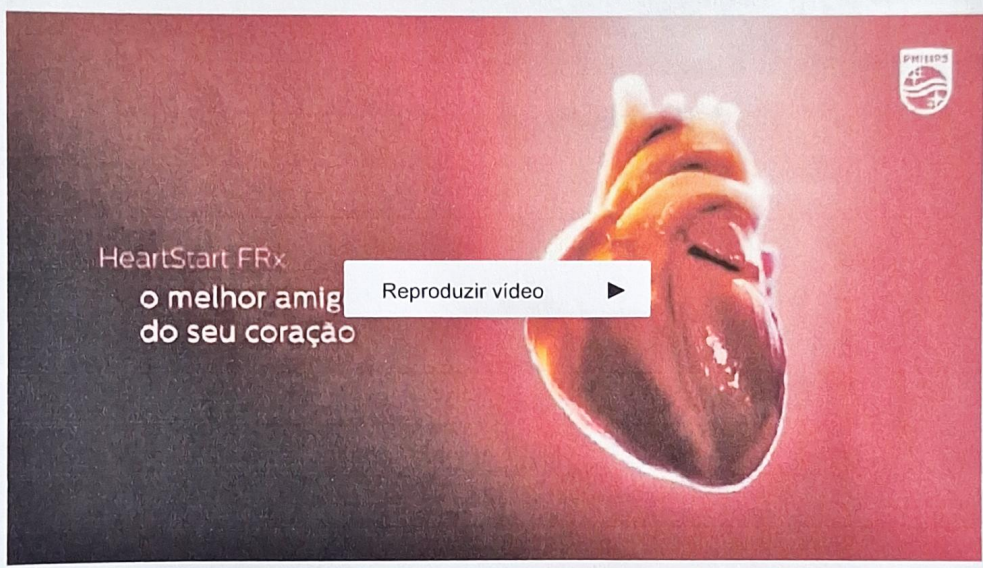 PHILIPS
HeartStart FRx
o melhor amig
do seu coração
Reproduzir vídeo